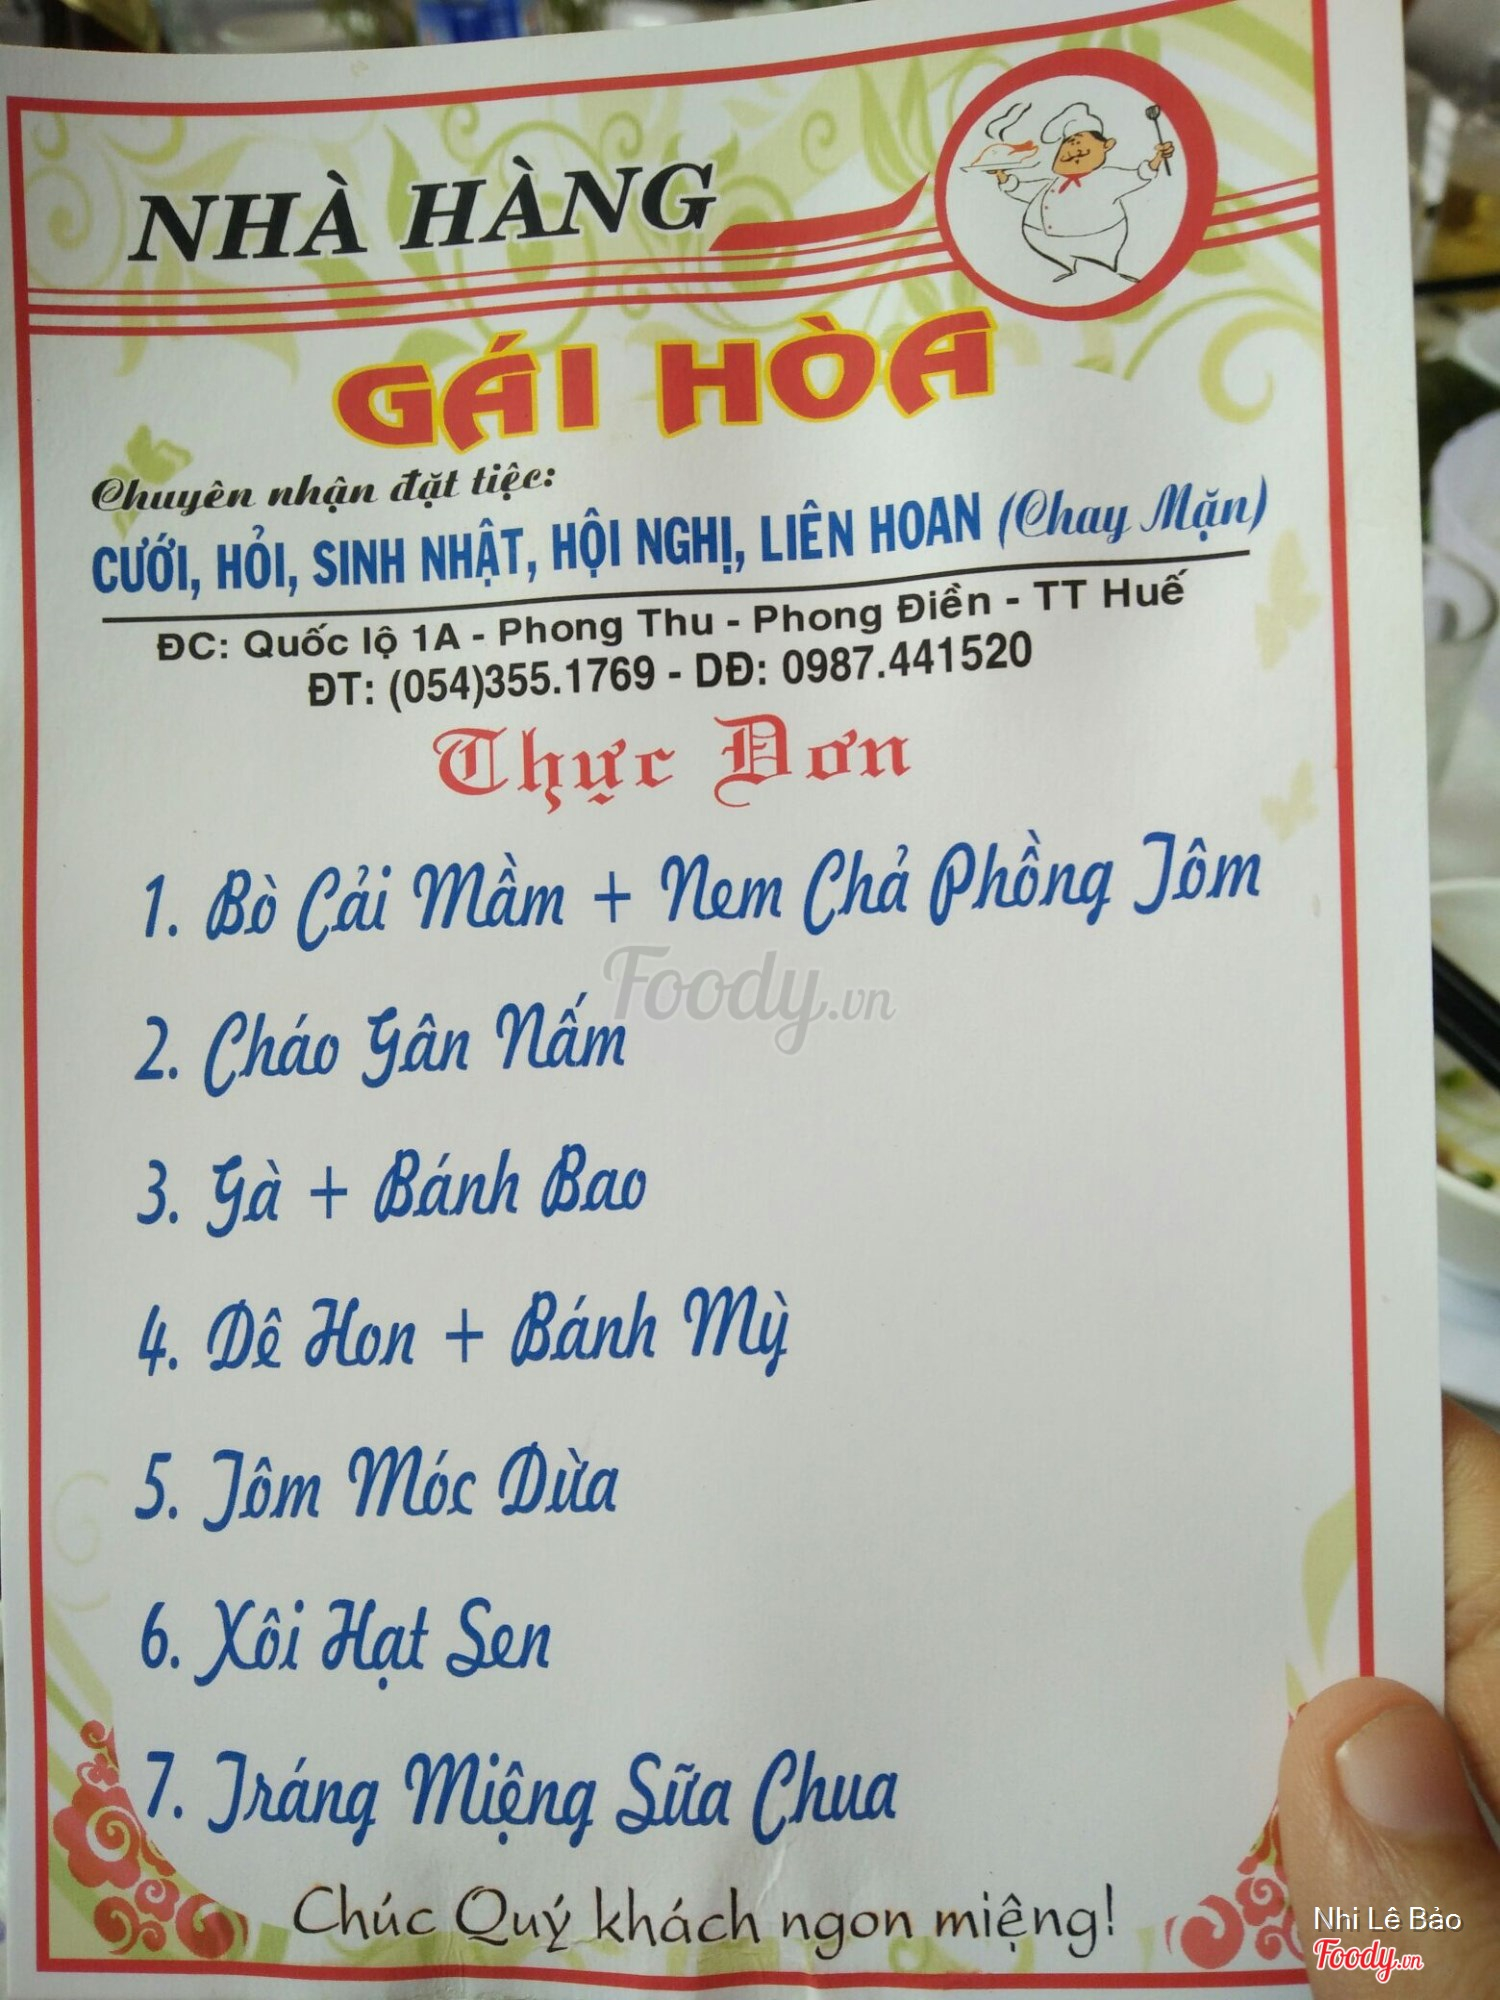 NHÀ HÀNG
GÁI HÒA
Chuyên nhận đặt tiệc:
CƯỚI, HỎI, SINH NHẬT, HỘI NGHỊ, LIÊN HOAN (Chay Mặn)
ĐC: Quốc lộ 1A - Phong Thu - Phong Điền - TT Huế
ĐT: (054)355.1769 - DĐ: 0987.441520
Thực Đơn
1. Bò Cải Mầm + Nem Chả Phồng Tôm
Foody.vn
2. Cháo Gân Nấm
3. Gà + Bánh Bao
4. Dê Hon + Bánh Mỳ
5. Tôm Móc Dừa
6. Xôi Hạt Sen
7. Tráng Miệng Sữa Chua
Chúc Quý khách ngon miệng!
Nhi Lê Bảo
Foody.vn